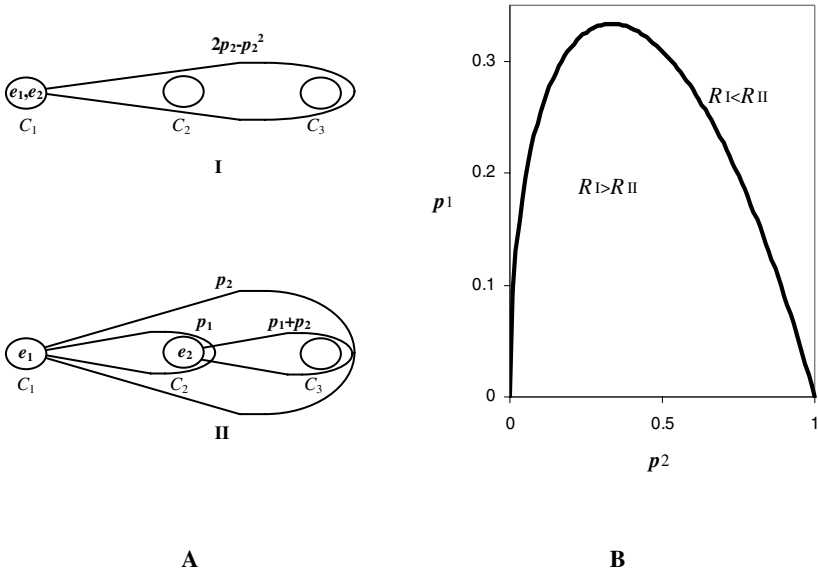 2p₂-p₂²
e₁,e₂
C₁
C₂
C₃
I
p₂
p₁
p₁+p₂
e₁
e₂
C₁
C₂
C₃
II
A
0.3
0.2
0.1
0
p1
RI<RII
RI>RII
0
0.5
1
p2
B